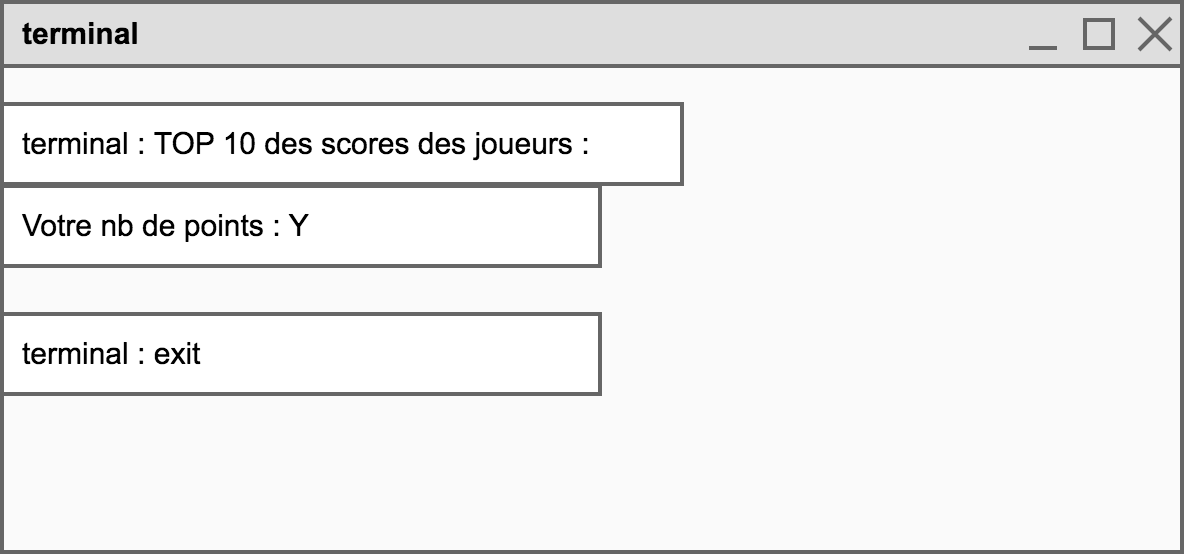 terminal
terminal : TOP 10 des scores des joueurs :
Votre nb de points : Y
terminal : exit